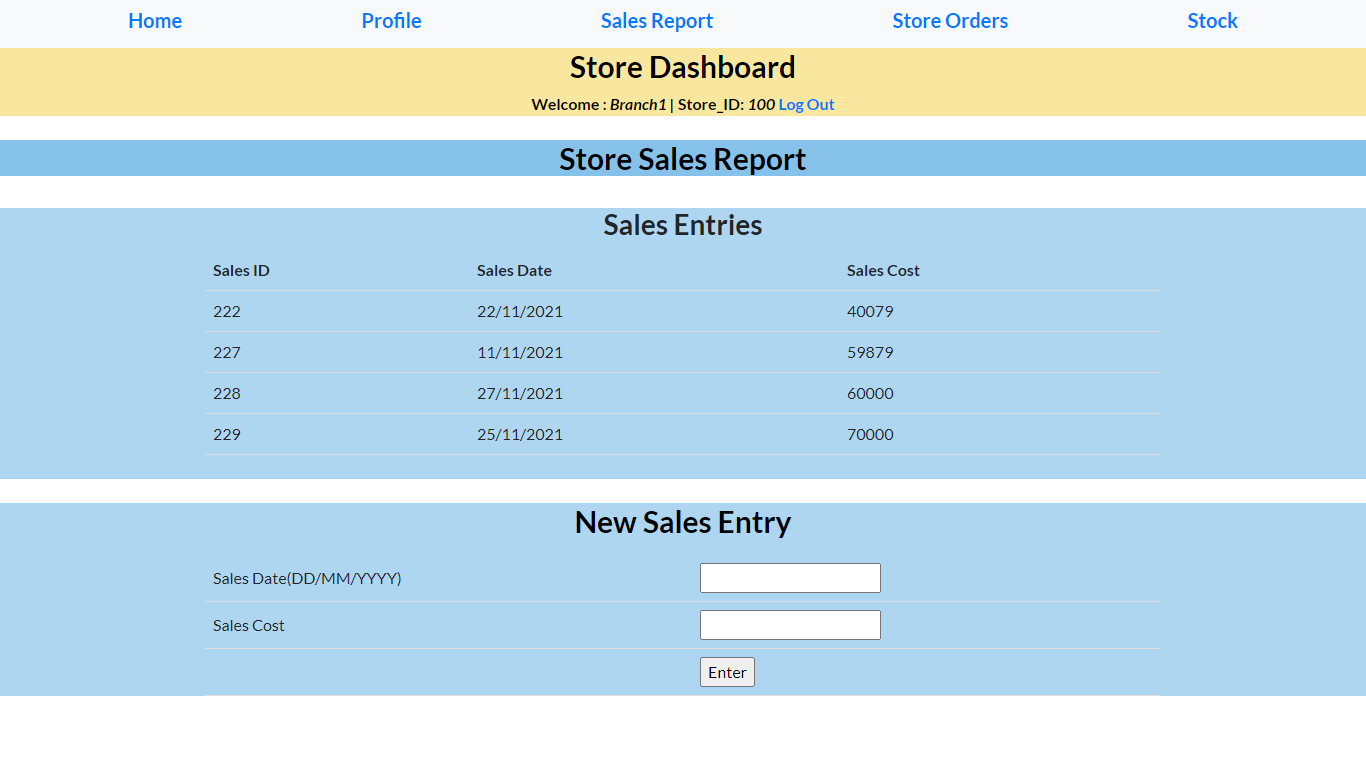 Home Profile Sales Report Store Orders Stock
Store Dashboard
Welcome : Branch1 | Store_ID: 100 Log Out
Store Sales Report
Sales Entries
Sales ID Sales Date Sales Cost
222 22/11/2021 40079
227 11/11/2021 59879
228 27/11/2021 60000
229 25/11/2021 70000
New Sales Entry
Sales Date(DD/MM/YYYY)
Sales Cost
Enter